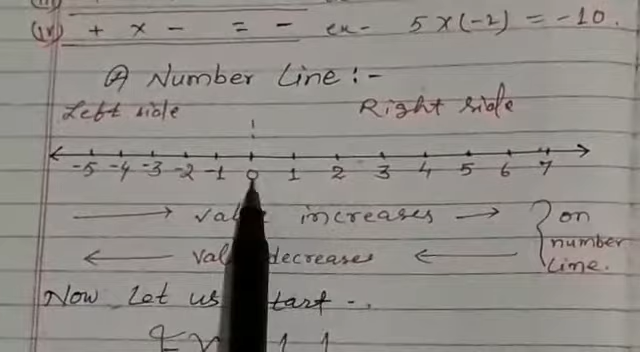 (iv) + x - = - ex- 5 x (-2) = -10.
Number Line :-
Left side Right side
-5 -4 -3 -2 -1 0 1 2 3 4 5 6 7
increases on
decreases number
line.
Now Let us